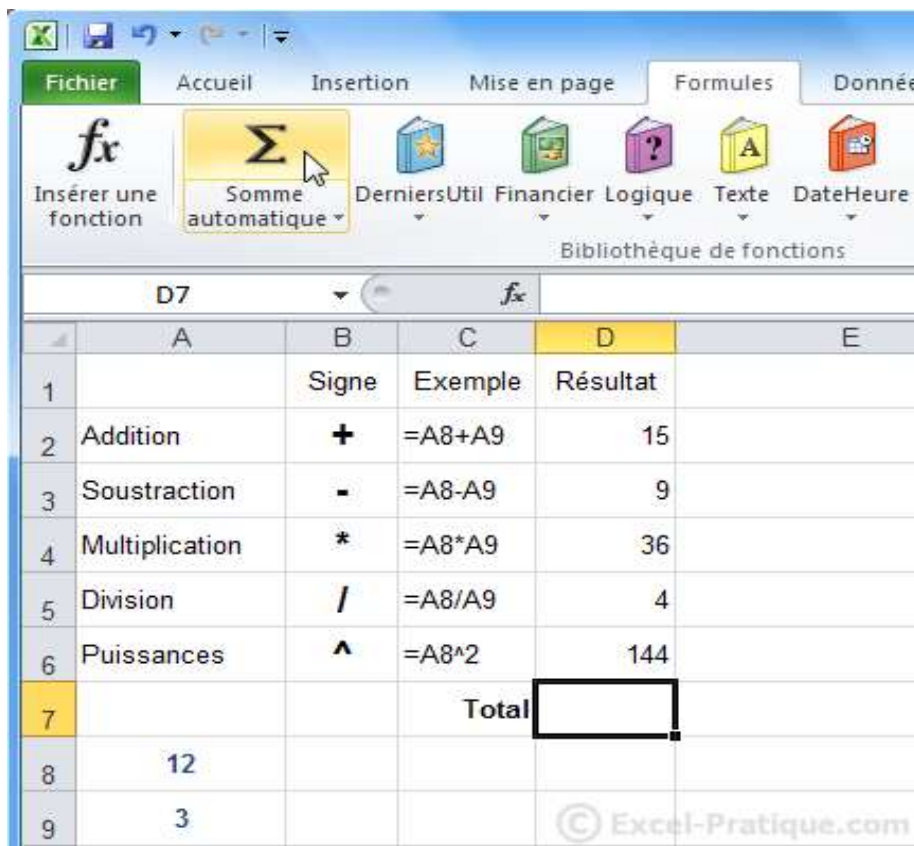 Fichier Accueil Insertion Mise en page Formules Donnée
fx Σ ? A
Insérer une fonction
Somme automatique
DerniersUtil Financier Logique Texte DateHeure
Bibliothèque de fonctions
D7 fx
A B C D E
1 Signe Exemple Résultat
2 Addition + =A8+A9 15
3 Soustraction - =A8-A9 9
4 Multiplication * =A8*A9 36
5 Division / =A8/A9 4
6 Puissances ^ =A8^2 144
7 Total
8 12
9 3
© Excel-Pratique.com